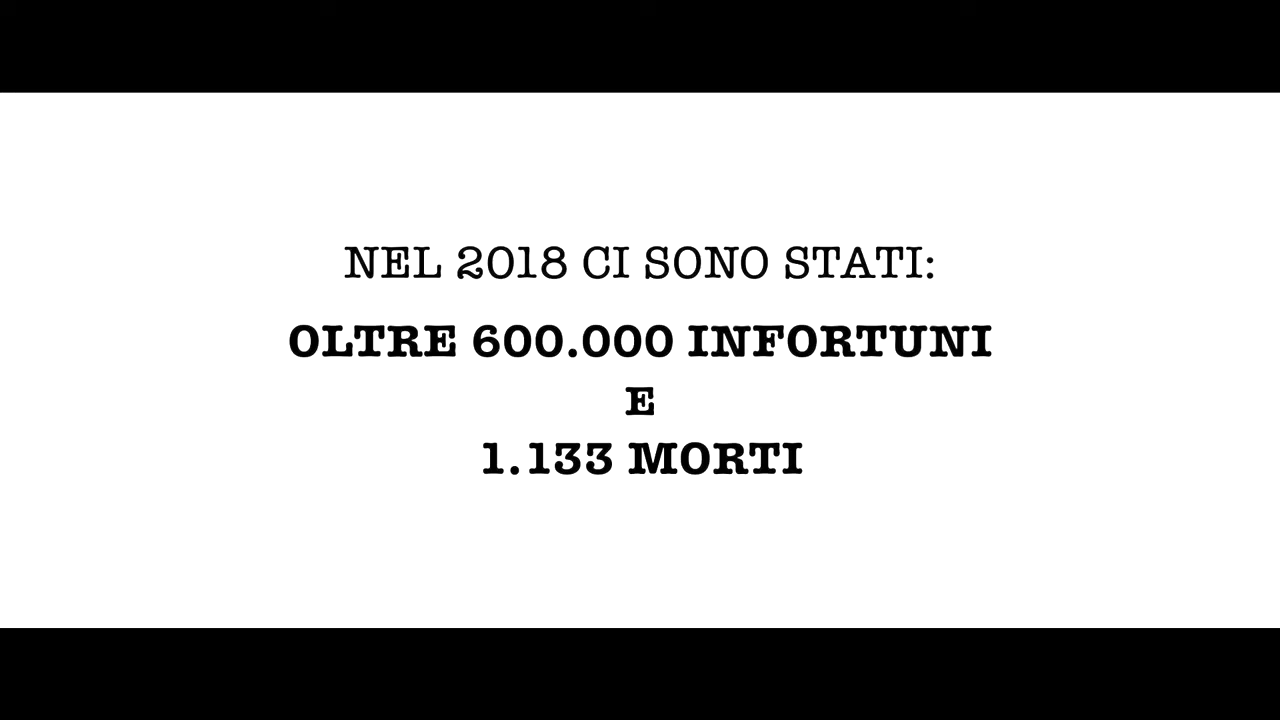 NEL 2018 CI SONO STATI:
OLTRE 600.000 INFORTUNI
E
1.133 MORTI